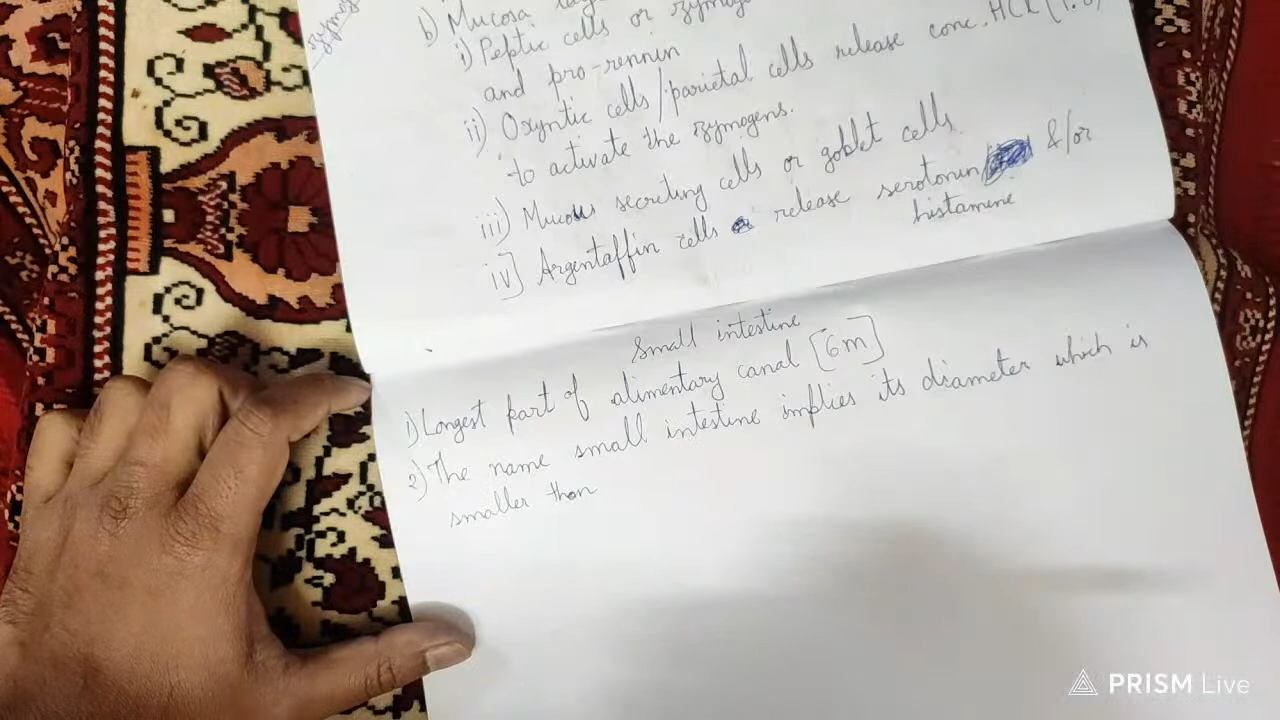 b) Mucosa
i) Peptic cells or
and pro-rennin
ii) Oxyntic cells/parietal cells release conc. HCl
to activate the zymogens.
iii) Mucous secreting cells or goblet cells
iv] Argentaffin cells release serotonin &/or
histamine
Small intestine
1) Longest part of alimentary canal [6m]
2) The name small intestine implies its diameter which is
smaller than
PRISM Live